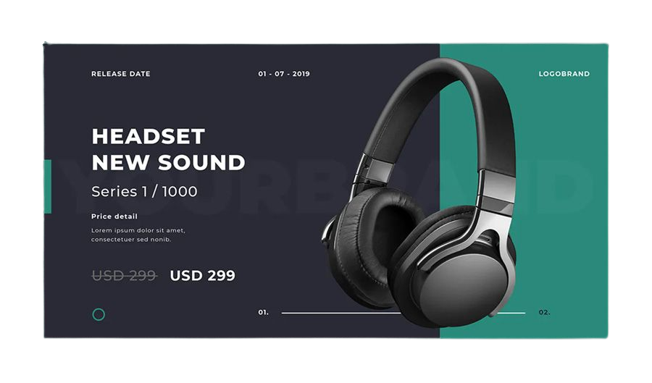 RELEASE DATE
01 - 07 - 2019
LOGOBRAND
HEADSET
NEW SOUND
Series 1 / 1000
Price detail
Lorem ipsum dolor sit amet,
consectetuer sed nonib.
USD 299 USD 299
01.
02.